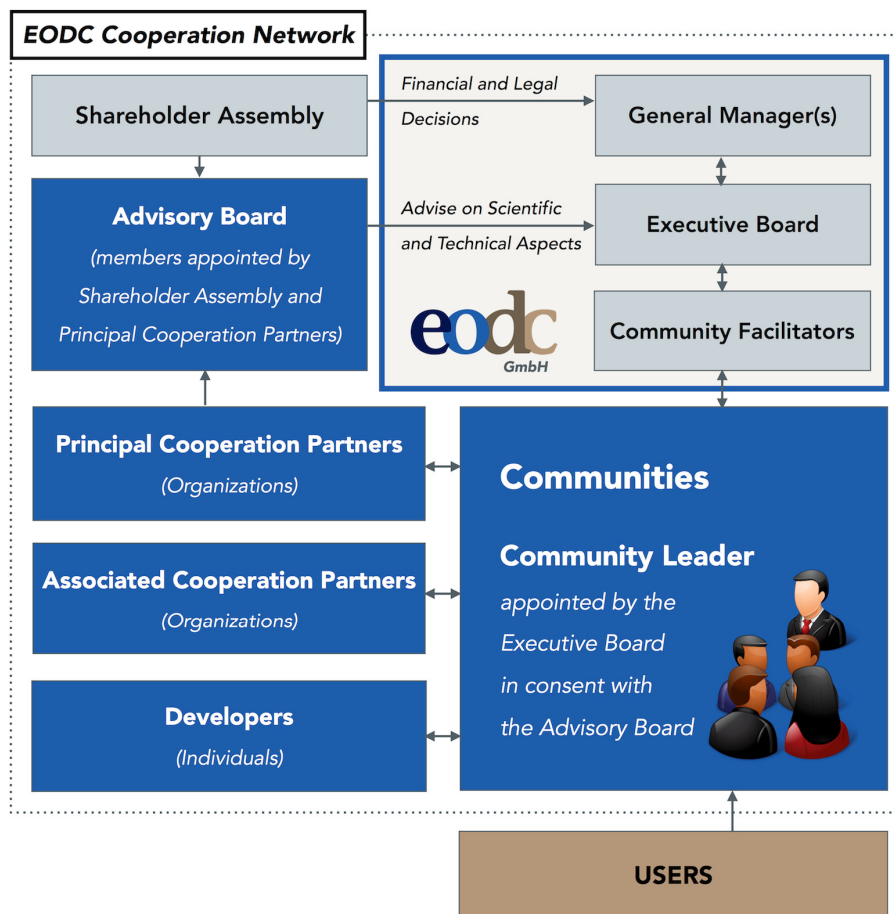 EODC Cooperation Network
Shareholder Assembly
Financial and Legal
Decisions
General Manager(s)
Advisory Board
(members appointed by
Shareholder Assembly and
Principal Cooperation Partners)
Advise on Scientific
and Technical Aspects
Executive Board
eodc
GmbH
Community Facilitators
Principal Cooperation Partners
(Organizations)
Associated Cooperation Partners
(Organizations)
Developers
(Individuals)
Communities
Community Leader
appointed by the
Executive Board
in consent with
the Advisory Board
USERS